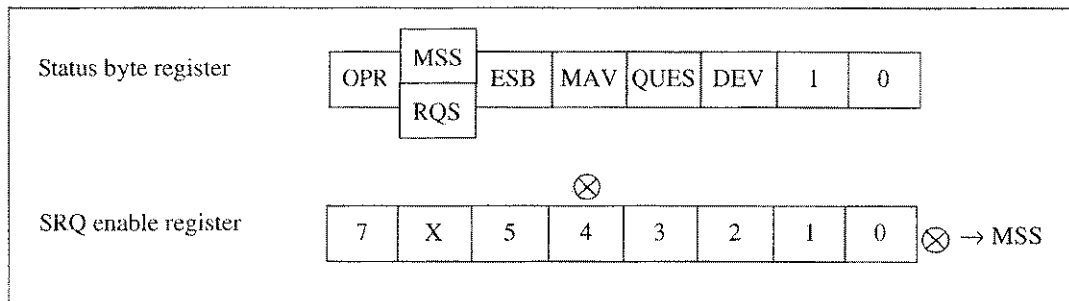 Status byte register
OPR MSS RQS ESB MAV QUES DEV 1 0
⊗
SRQ enable register
7 X 5 4 3 2 1 0 ⊗ → MSS